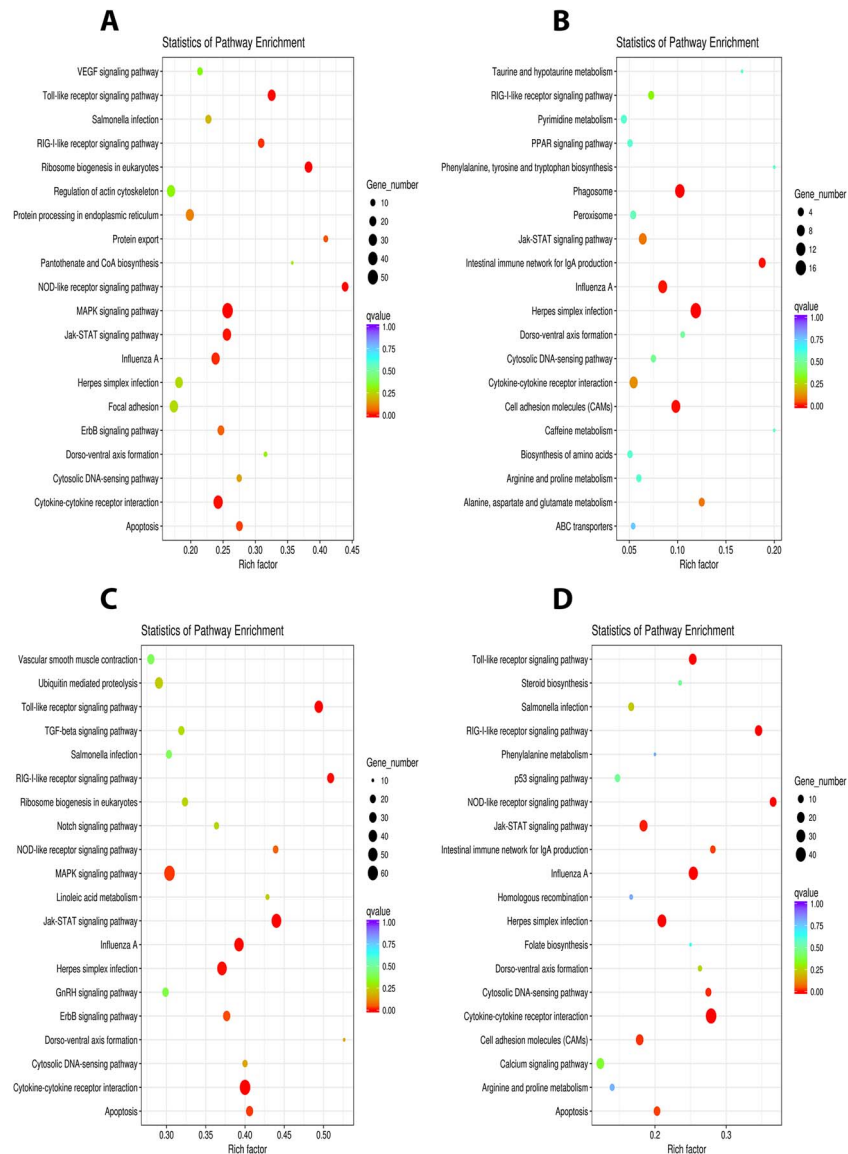 A
Statistics of Pathway Enrichment
VEGF signaling pathway
Toll-like receptor signaling pathway
Salmonella infection
RIG-I-like receptor signaling pathway
Ribosome biogenesis in eukaryotes
Regulation of actin cytoskeleton
Protein processing in endoplasmic reticulum
Protein export
Pantothenate and CoA biosynthesis
NOD-like receptor signaling pathway
MAPK signaling pathway
Jak-STAT signaling pathway
Influenza A
Herpes simplex infection
Focal adhesion
ErbB signaling pathway
Dorso-ventral axis formation
Cytosolic DNA-sensing pathway
Cytokine-cytokine receptor interaction
Apoptosis
0.20 0.25 0.30 0.35 0.40 0.45
Rich factor
Gene_number
10
20
30
40
50
qvalue
1.00
0.75
0.50
0.25
0.00
B
Statistics of Pathway Enrichment
Taurine and hypotaurine metabolism
RIG-I-like receptor signaling pathway
Pyrimidine metabolism
PPAR signaling pathway
Phenylalanine, tyrosine and tryptophan biosynthesis
Phagosome
Peroxisome
Jak-STAT signaling pathway
Intestinal immune network for IgA production
Influenza A
Herpes simplex infection
Dorso-ventral axis formation
Cytosolic DNA-sensing pathway
Cytokine-cytokine receptor interaction
Cell adhesion molecules (CAMs)
Caffeine metabolism
Biosynthesis of amino acids
Arginine and proline metabolism
Alanine, aspartate and glutamate metabolism
ABC transporters
0.05 0.10 0.15 0.20
Rich factor
Gene_number
4
8
12
16
qvalue
1.00
0.75
0.50
0.25
0.00
C
Statistics of Pathway Enrichment
Vascular smooth muscle contraction
Ubiquitin mediated proteolysis
Toll-like receptor signaling pathway
TGF-beta signaling pathway
Salmonella infection
RIG-I-like receptor signaling pathway
Ribosome biogenesis in eukaryotes
Notch signaling pathway
NOD-like receptor signaling pathway
MAPK signaling pathway
Linoleic acid metabolism
Jak-STAT signaling pathway
Influenza A
Herpes simplex infection
GnRH signaling pathway
ErbB signaling pathway
Dorso-ventral axis formation
Cytosolic DNA-sensing pathway
Cytokine-cytokine receptor interaction
Apoptosis
0.30 0.35 0.40 0.45 0.50
Rich factor
Gene_number
10
20
30
40
50
60
qvalue
1.00
0.75
0.50
0.25
0.00
D
Statistics of Pathway Enrichment
Toll-like receptor signaling pathway
Steroid biosynthesis
Salmonella infection
RIG-I-like receptor signaling pathway
Phenylalanine metabolism
p53 signaling pathway
NOD-like receptor signaling pathway
Jak-STAT signaling pathway
Intestinal immune network for IgA production
Influenza A
Homologous recombination
Herpes simplex infection
Folate biosynthesis
Dorso-ventral axis formation
Cytosolic DNA-sensing pathway
Cytokine-cytokine receptor interaction
Cell adhesion molecules (CAMs)
Calcium signaling pathway
Arginine and proline metabolism
Apoptosis
0.2 0.3
Rich factor
Gene_number
10
20
30
40
qvalue
1.00
0.75
0.50
0.25
0.00